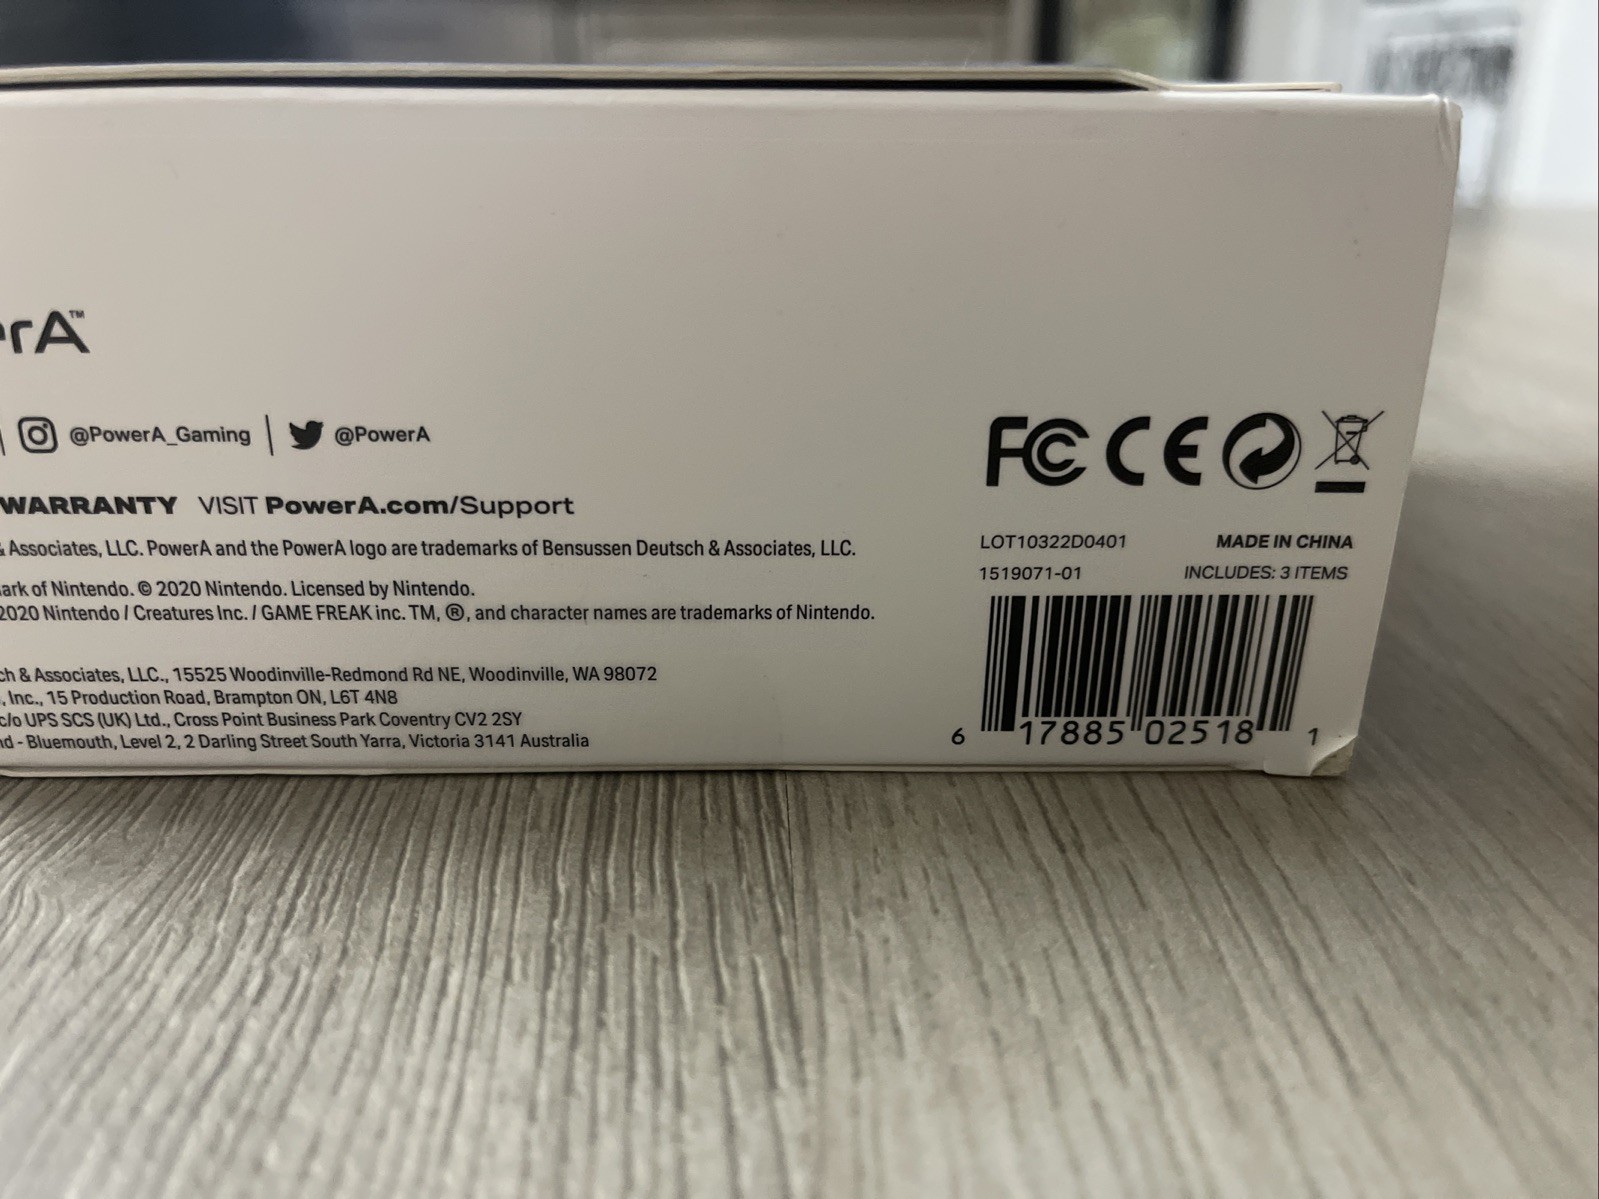 erA™
@PowerA_Gaming | @PowerA
WARRANTY VISIT PowerA.com/Support
& Associates, LLC. PowerA and the PowerA logo are trademarks of Bensussen Deutsch & Associates, LLC.
ark of Nintendo. © 2020 Nintendo. Licensed by Nintendo.
2020 Nintendo / Creatures Inc. / GAME FREAK inc. TM, ®, and character names are trademarks of Nintendo.
ch & Associates, LLC., 15525 Woodinville-Redmond Rd NE, Woodinville, WA 98072
, Inc., 15 Production Road, Brampton ON, L6T 4N8
c/o UPS SCS (UK) Ltd., Cross Point Business Park Coventry CV2 2SY
nd - Bluemouth, Level 2, 2 Darling Street South Yarra, Victoria 3141 Australia
FC CE
LOT10322D0401 MADE IN CHINA
1519071-01 INCLUDES: 3 ITEMS
6 17885 02518 1